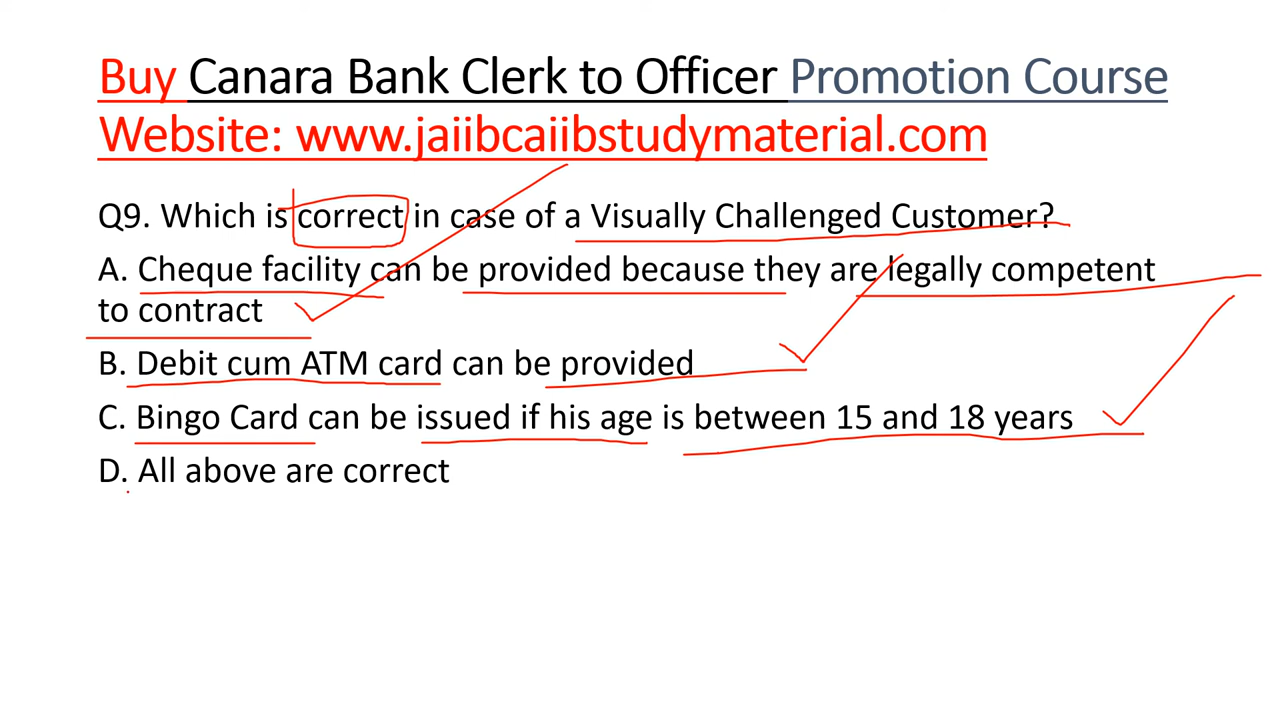 Buy Canara Bank Clerk to Officer Promotion Course
Website: www.jaiibcaiibstudymaterial.com
Q9. Which is correct in case of a Visually Challenged Customer?
A. Cheque facility can be provided because they are legally competent
to contract
B. Debit cum ATM card can be provided
C. Bingo Card can be issued if his age is between 15 and 18 years
D. All above are correct